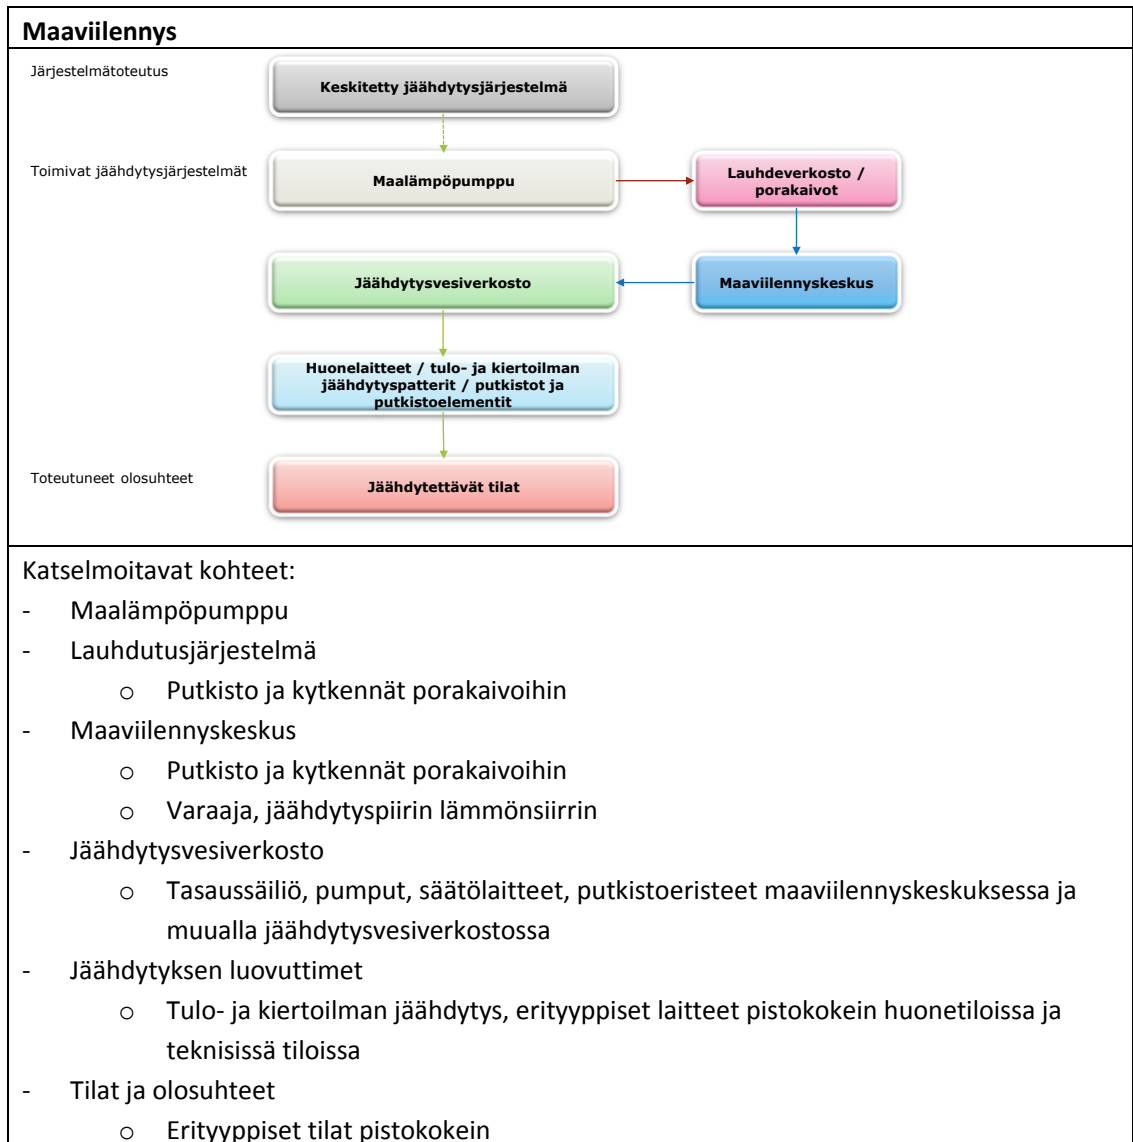 Maaviilennys
Järjestelmätoteutus
Keskitetty jäähdytysjärjestelmä
Toimivat jäähdytysjärjestelmät
Maalämpöpumppu
Lauhdeverkosto /
porakaivot
Jäähdytysvesiverkosto
Maaviilennyskeskus
Huonelaitteet / tulo- ja kiertoilman
jäähdytyspatterit / putkistot ja
putkistoelementit
Toteutuneet olosuhteet
Jäähdytettävät tilat
Katselmoitavat kohteet:
- Maalämpöpumppu
- Lauhdutusjärjestelmä
o Putkisto ja kytkennät porakaivoihin
- Maaviilennyskeskus
o Putkisto ja kytkennät porakaivoihin
o Varaaja, jäähdytyspiirin lämmönsiirrin
- Jäähdytysvesiverkosto
o Tasaussäiliö, pumput, säätölaitteet, putkistoeristeet maaviilennyskeskuksessa ja
muualla jäähdytysvesiverkostossa
- Jäähdytyksen luovuttimet
o Tulo- ja kiertoilman jäähdytys, erityyppiset laitteet pistokokein huonetiloissa ja
teknisissä tiloissa
- Tilat ja olosuhteet
o Erityyppiset tilat pistokokein